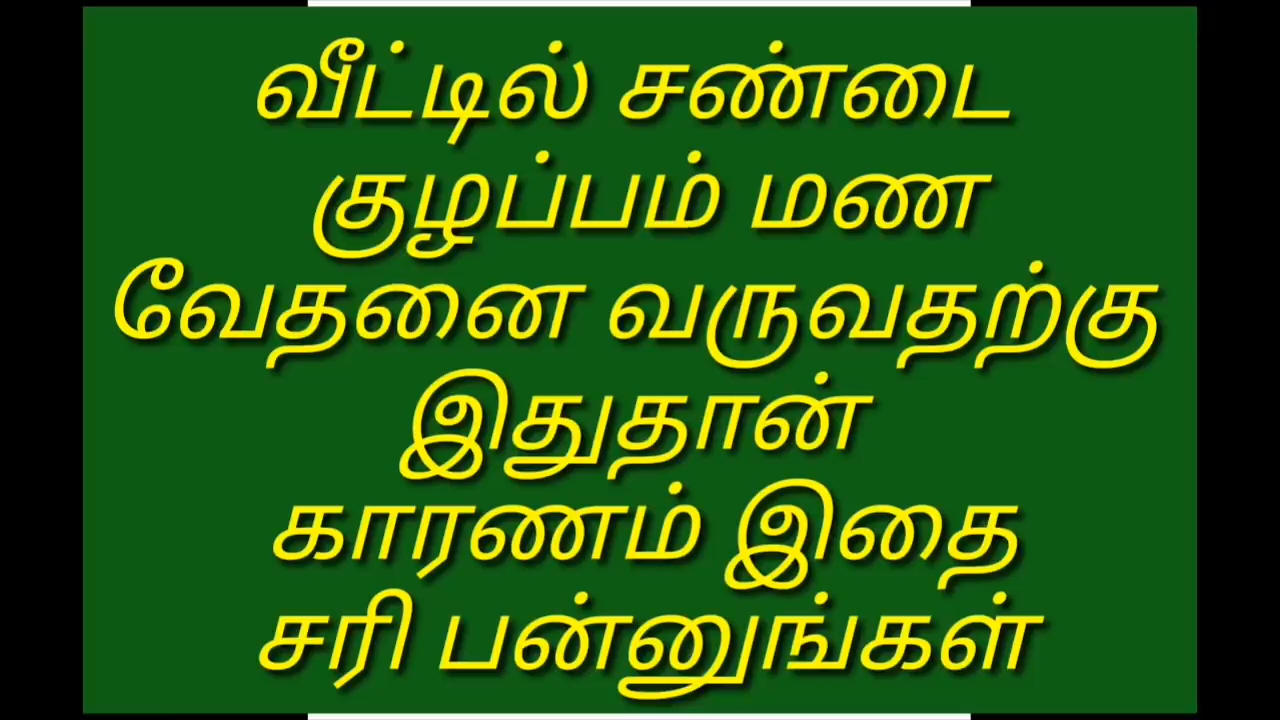 வீட்டில் சண்டை
குழப்பம் மண
வேதனை வருவதற்கு
இதுதான்
காரணம் இதை
சரி பன்னுங்கள்